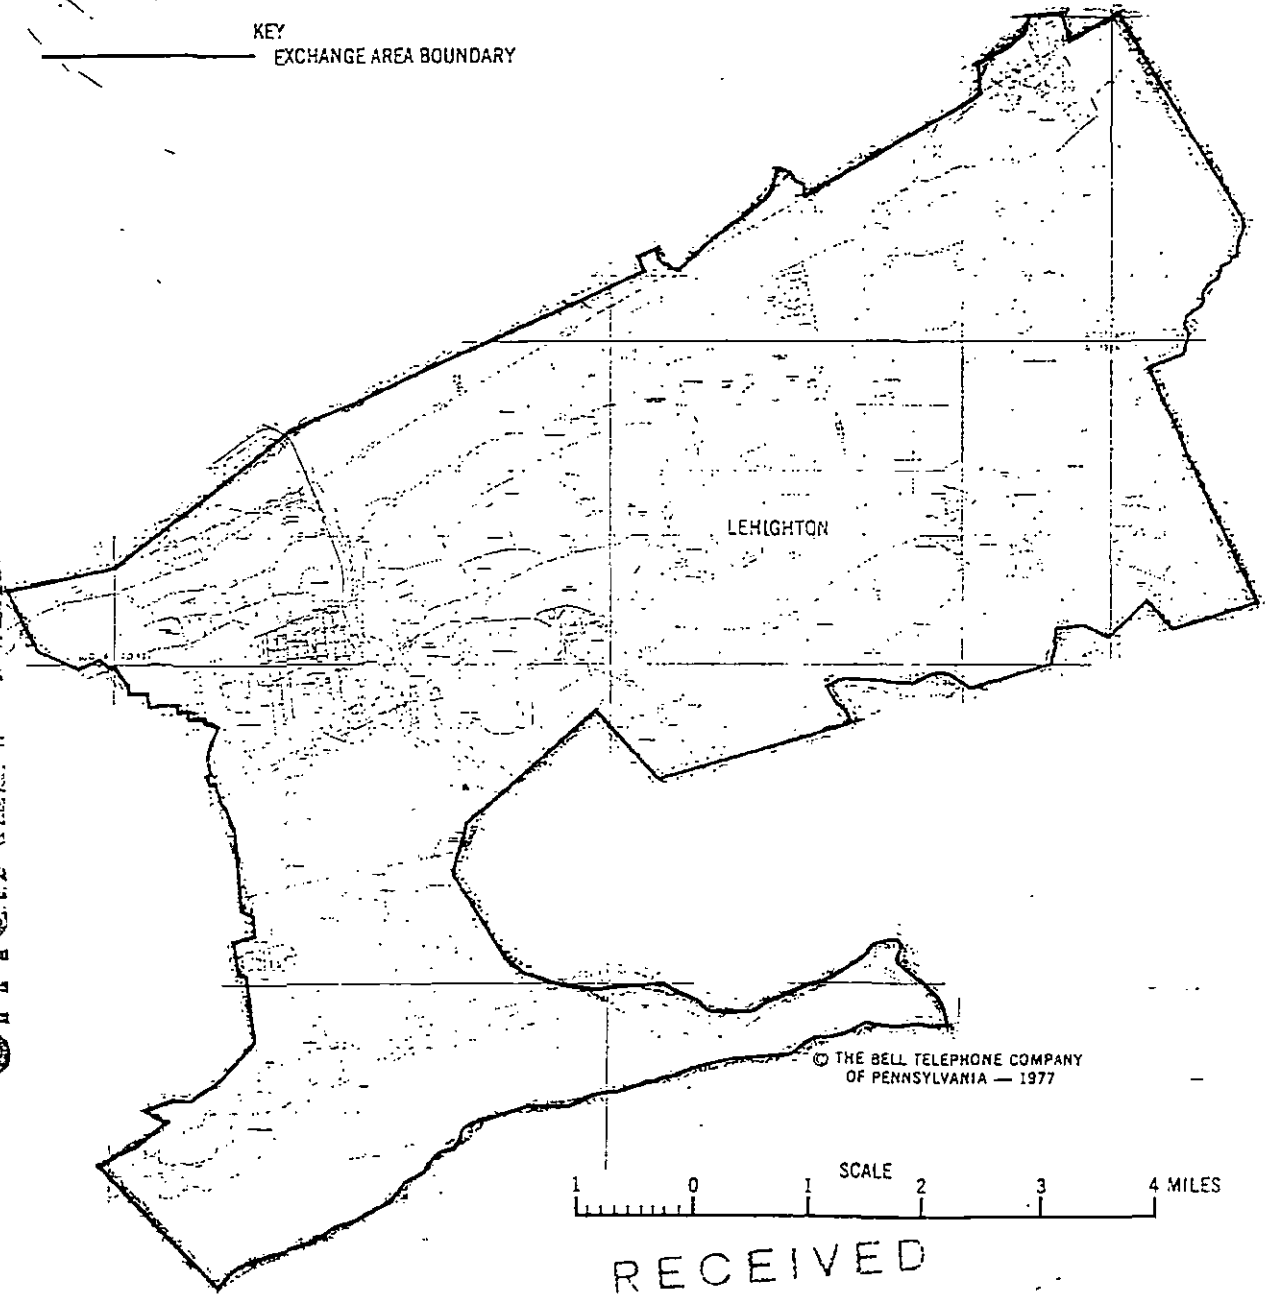 KEY
EXCHANGE AREA BOUNDARY
LEHIGHTON
© THE BELL TELEPHONE COMPANY
OF PENNSYLVANIA — 1977
SCALE
1 0 1 2 3 4 MILES
RECEIVED